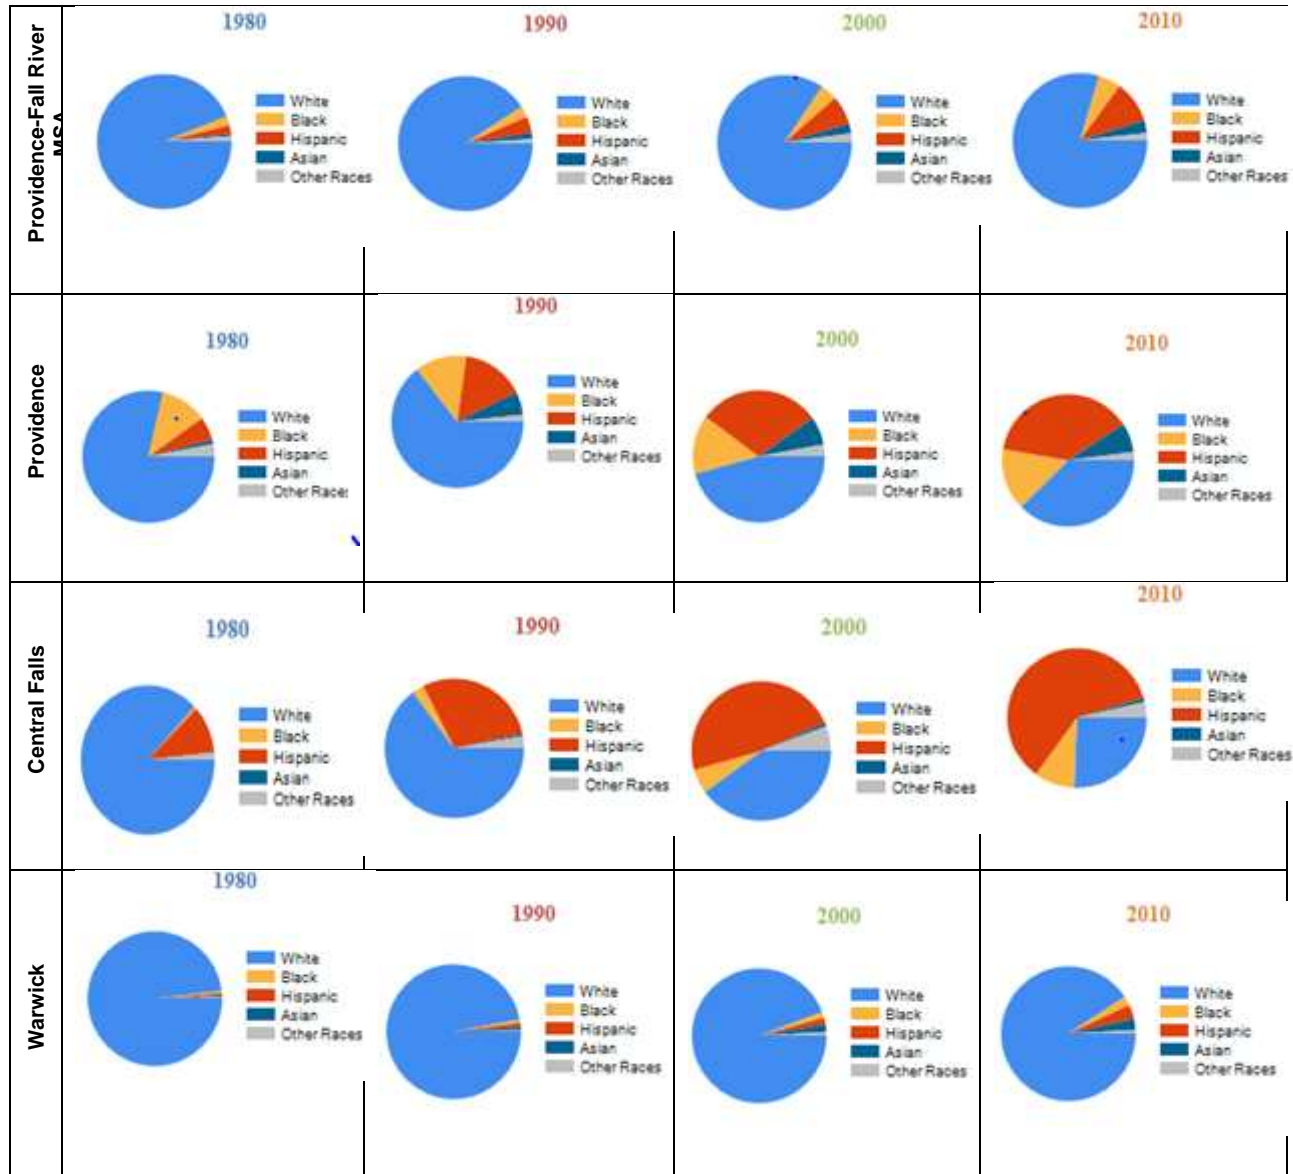 Providence-Fall River
MSA
1980
White
Black
Hispanic
Asian
Other Races
1990
White
Black
Hispanic
Asian
Other Races
2000
White
Black
Hispanic
Asian
Other Races
2010
White
Black
Hispanic
Asian
Other Races
Providence
1980
White
Black
Hispanic
Asian
Other Races
1990
White
Black
Hispanic
Asian
Other Races
2000
White
Black
Hispanic
Asian
Other Races
2010
White
Black
Hispanic
Asian
Other Races
Central Falls
1980
White
Black
Hispanic
Asian
Other Races
1990
White
Black
Hispanic
Asian
Other Races
2000
White
Black
Hispanic
Asian
Other Races
2010
White
Black
Hispanic
Asian
Other Races
Warwick
1980
White
Black
Hispanic
Asian
Other Races
1990
White
Black
Hispanic
Asian
Other Races
2000
White
Black
Hispanic
Asian
Other Races
2010
White
Black
Hispanic
Asian
Other Races